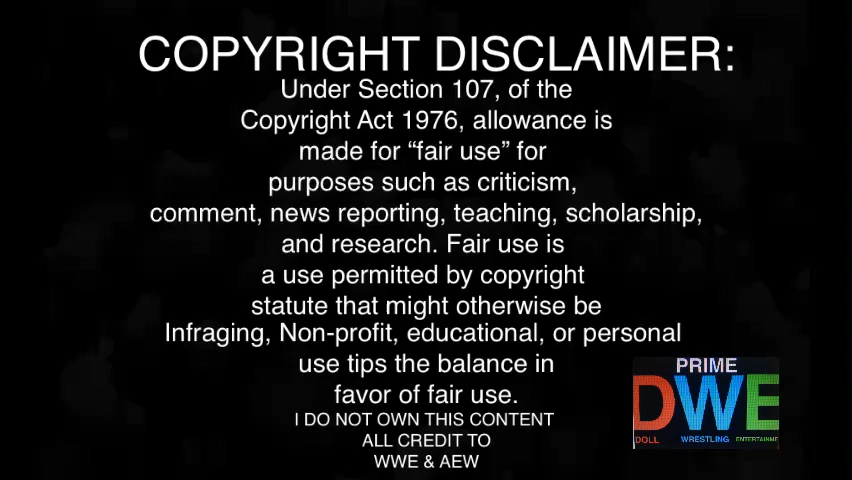 COPYRIGHT DISCLAIMER:
Under Section 107, of the
Copyright Act 1976, allowance is
made for “fair use” for
purposes such as criticism,
comment, news reporting, teaching, scholarship,
and research. Fair use is
a use permitted by copyright
statute that might otherwise be
Infraging, Non-profit, educational, or personal
use tips the balance in
favor of fair use.
I DO NOT OWN THIS CONTENT
ALL CREDIT TO
WWE & AEW
PRIME
DWE
DOLL WRESTLING ENTERTAINME